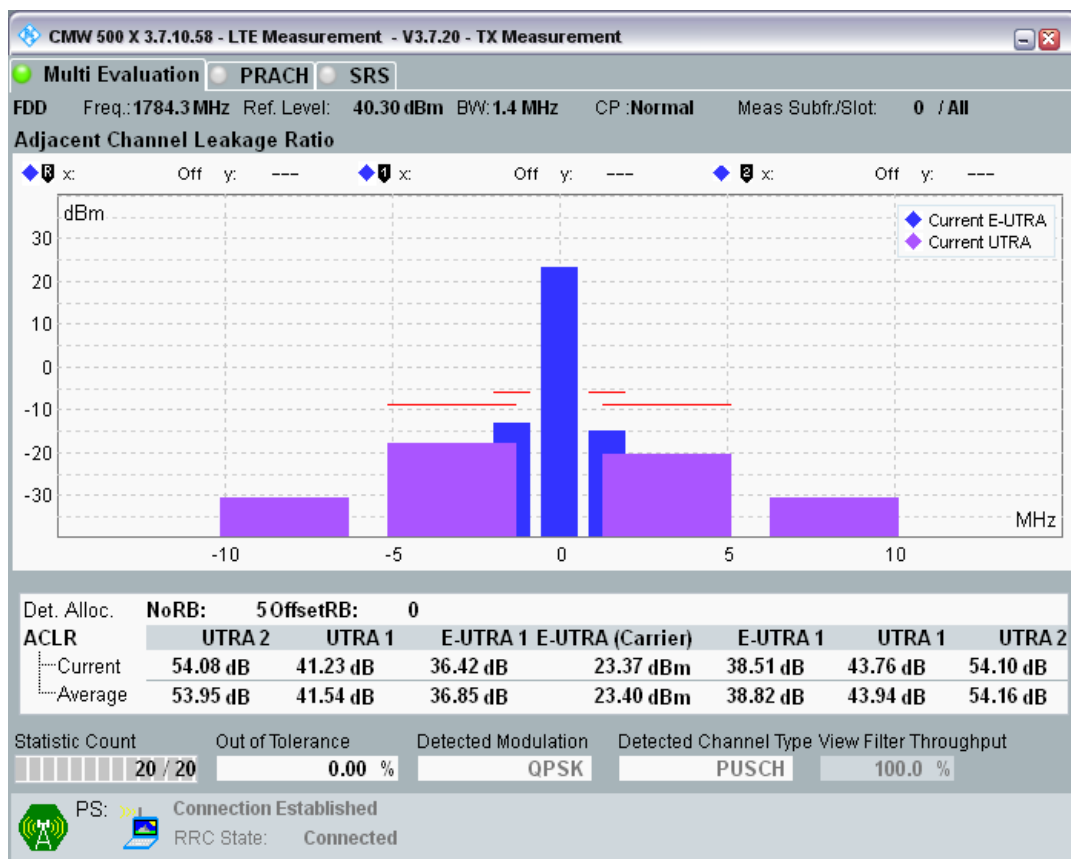 CMW 500 X 3.7.10.58 - LTE Measurement - V3.7.20 - TX Measurement
Multi Evaluation PRACH SRS
FDD Freq.: 1784.3 MHz Ref. Level: 40.30 dBm BW: 1.4 MHz CP :Normal Meas Subfr./Slot: 0 / All
Adjacent Channel Leakage Ratio
R x: Off y: --- 1 x: Off y: --- 2 x: Off y: ---
dBm
Current E-UTRA
Current UTRA
30
20
10
0
-10
-20
-30
MHz
-10 -5 0 5 10
Det. Alloc. NoRB: 5 OffsetRB: 0
ACLR UTRA 2 UTRA 1 E-UTRA 1 E-UTRA (Carrier) E-UTRA 1 UTRA 1 UTRA 2
Current 54.08 dB 41.23 dB 36.42 dB 23.37 dBm 38.51 dB 43.76 dB 54.10 dB
Average 53.95 dB 41.54 dB 36.85 dB 23.40 dBm 38.82 dB 43.94 dB 54.16 dB
Statistic Count Out of Tolerance Detected Modulation Detected Channel Type View Filter Throughput
20 / 20 0.00 % QPSK PUSCH 100.0 %
PS: Connection Established
RRC State: Connected